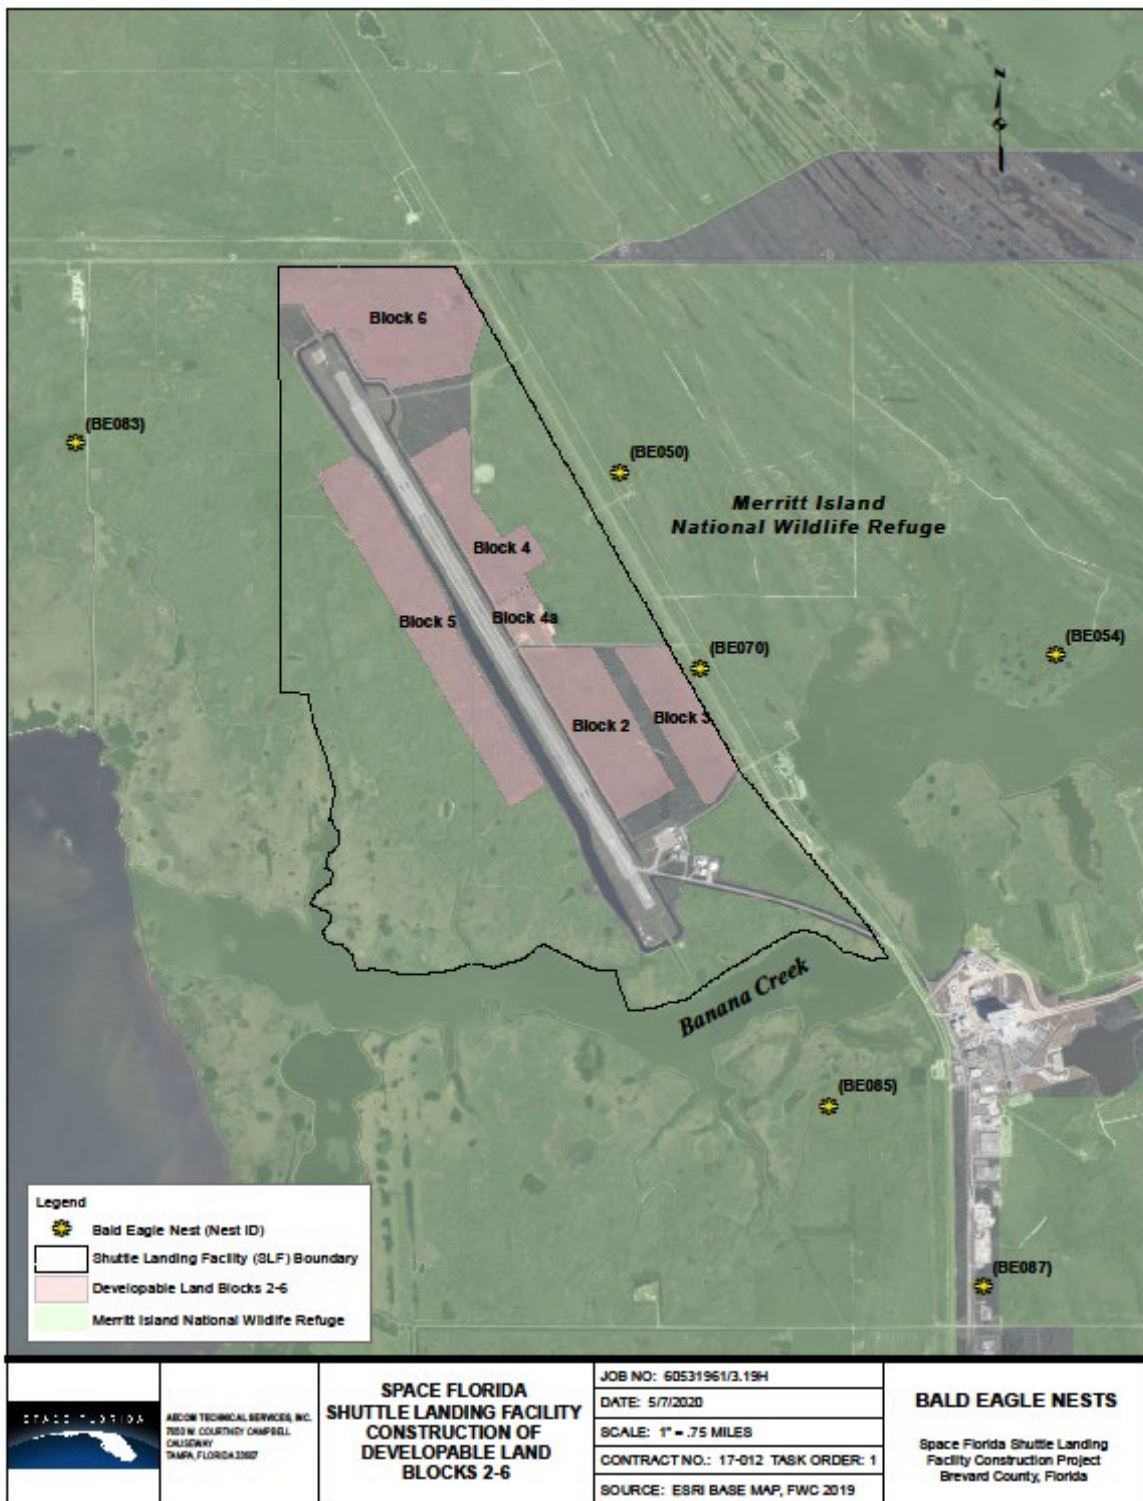 Z
Block 6
(BE083)
(BE050)
Merritt Island
National Wildlife Refuge
Block 4
Block 4a
Block 5
(BE070)
(BE054)
Block 2
Block 3
Banana Creek
(BE085)
(BE087)
Legend
Bald Eagle Nest (Nest ID)
Shuttle Landing Facility (SLF) Boundary
Developable Land Blocks 2-6
Merritt Island National Wildlife Refuge
SPACE FLORIDA
AECOM TECHNICAL SERVICES, INC.
7650 W. COURTNEY CAMPBELL
CAUSEWAY
TAMPA, FLORIDA 33607
SPACE FLORIDA
SHUTTLE LANDING FACILITY
CONSTRUCTION OF
DEVELOPABLE LAND
BLOCKS 2-6
JOB NO: 60531961/3.19H
DATE: 5/7/2020
SCALE: 1" = .75 MILES
CONTRACT NO.: 17-012 TASK ORDER: 1
SOURCE: ESRI BASE MAP, FWC 2019
BALD EAGLE NESTS
Space Florida Shuttle Landing
Facility Construction Project
Brevard County, Florida